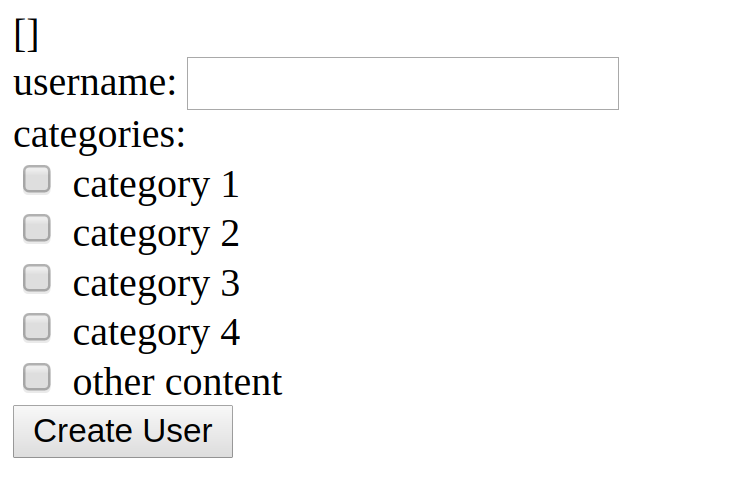 []
username:
categories:
category 1
category 2
category 3
category 4
other content
Create User